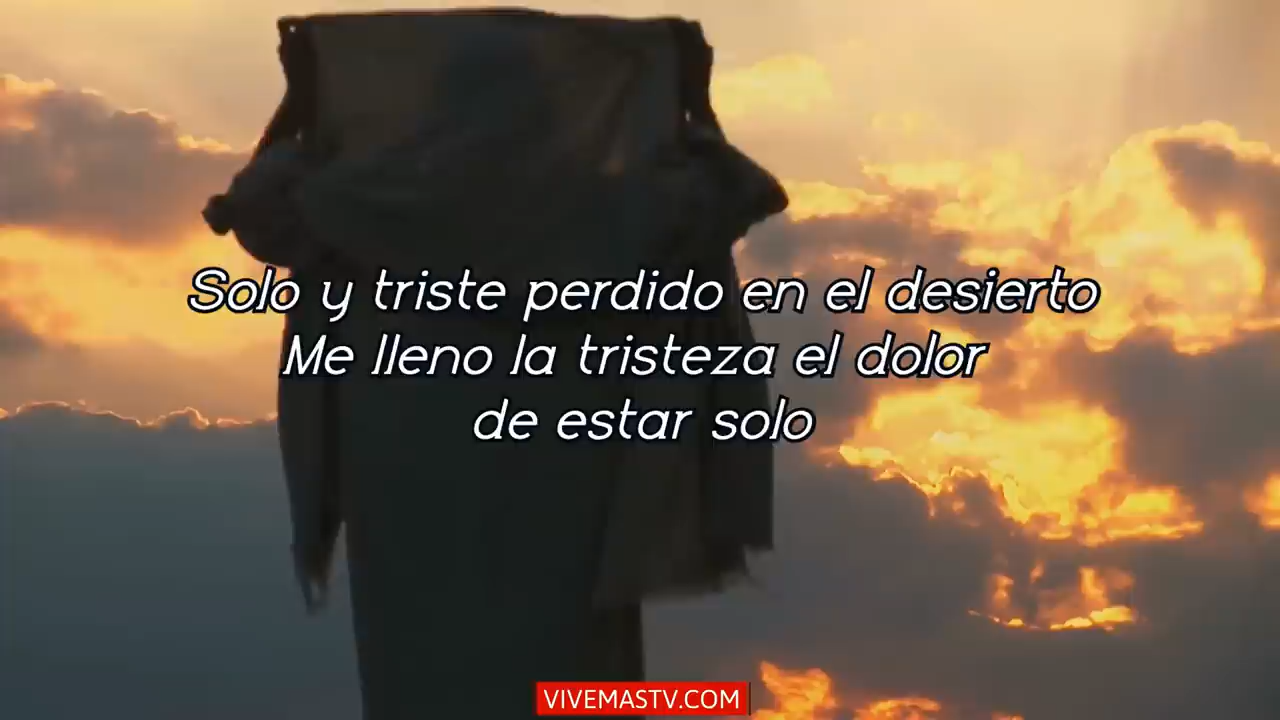 Solo y triste perdido en el desierto
Me lleno la tristeza el dolor
de estar solo
VIVEMASTV.COM